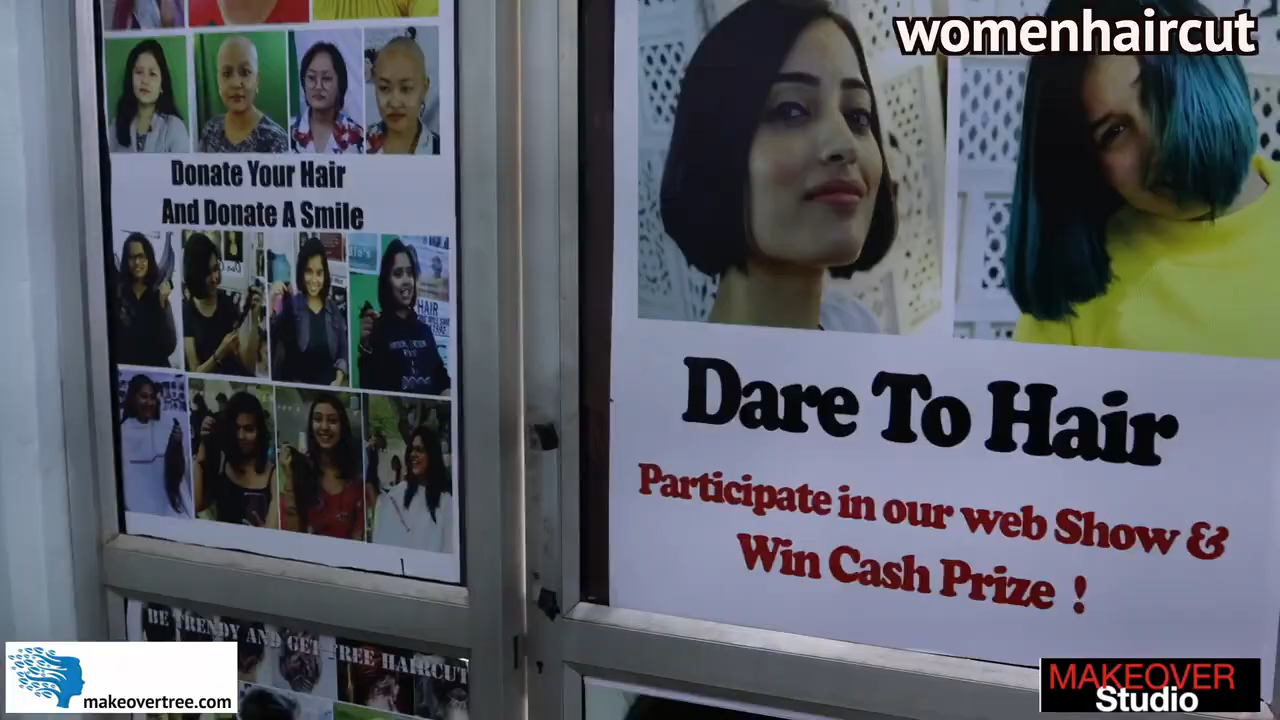 womenhaircut
Donate Your Hair
And Donate A Smile
HAIR
Dare To Hair
Participate in our web Show &
Win Cash Prize !
BE TRENDY AND GET FREE HAIRCUT
makeovertree.com
MAKEOVER
Studio